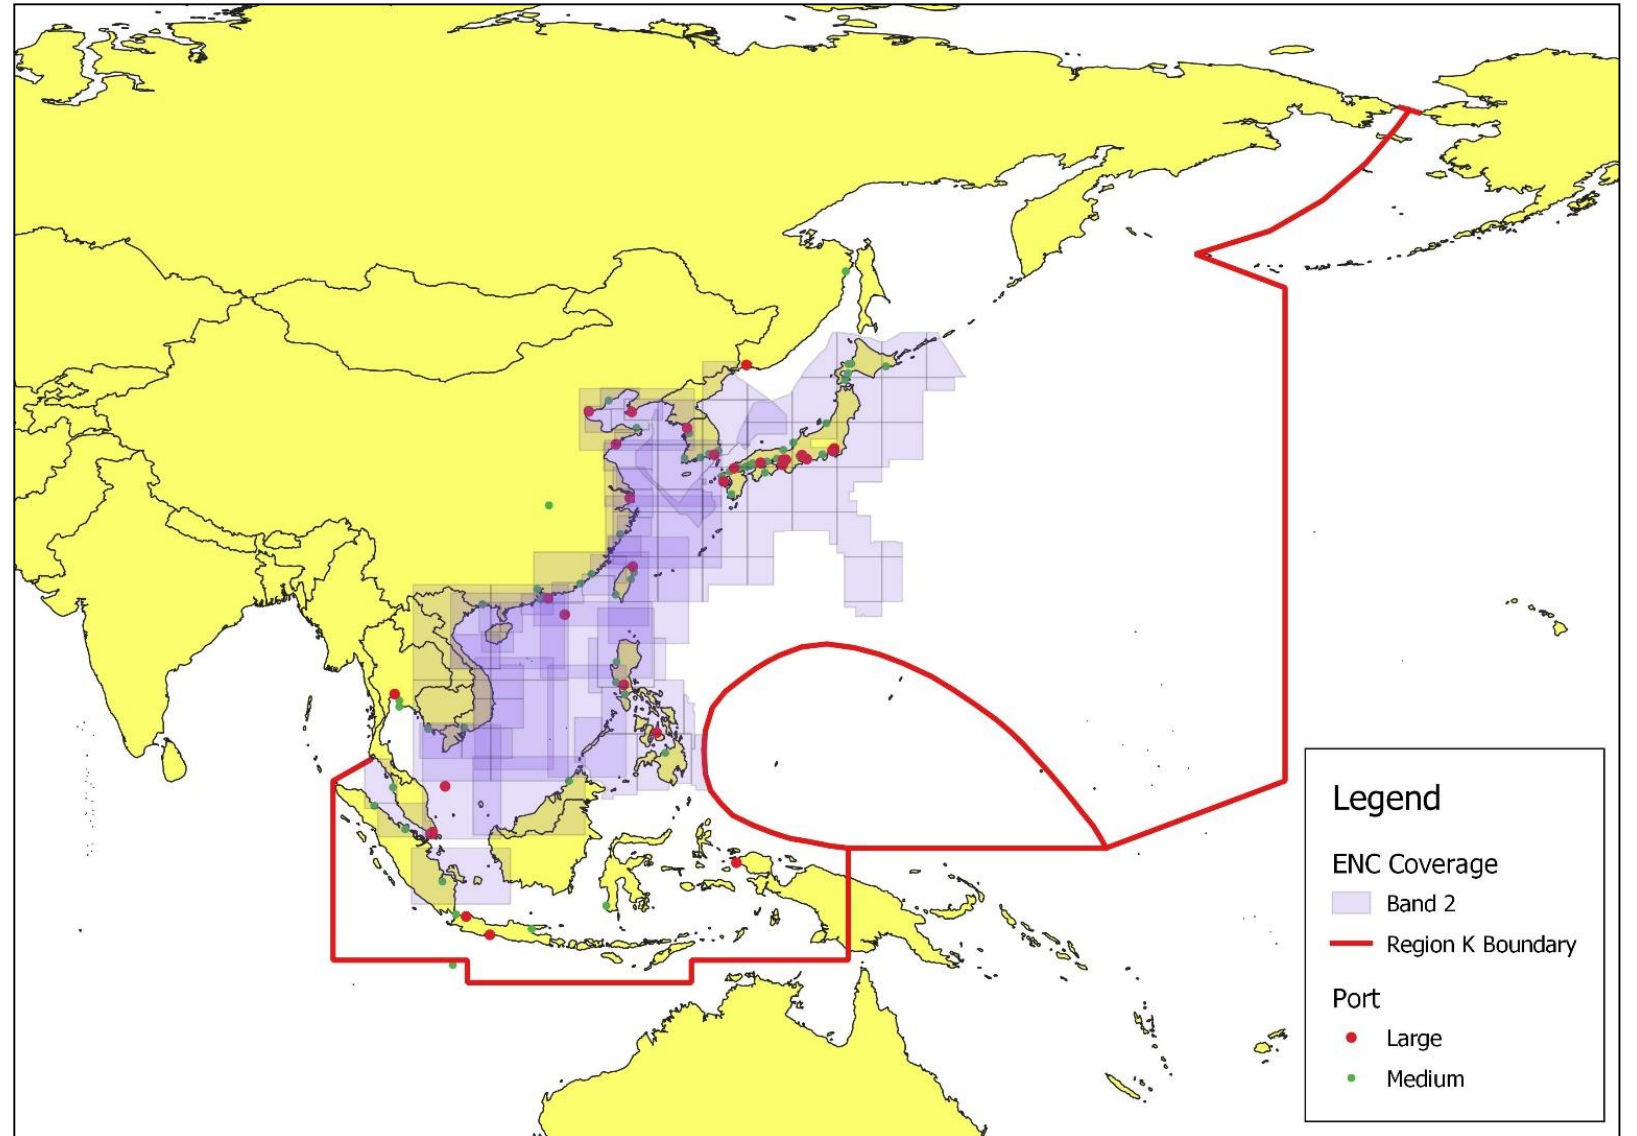 Legend
ENC Coverage
Band 2
Region K Boundary
Port
Large
Medium